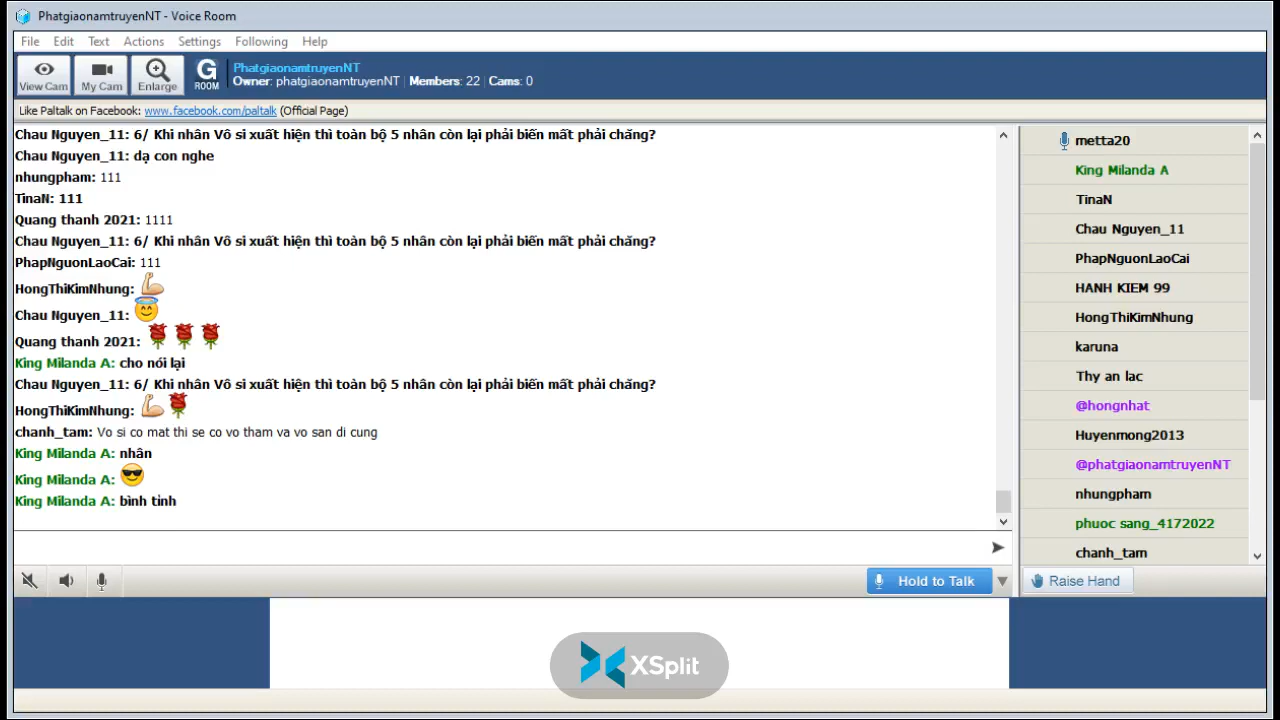 PhatgiaonamtruyenNT - Voice Room
File Edit Text Actions Settings Following Help
View Cam My Cam Enlarge G ROOM
PhatgiaonamtruyenNT
Owner: phatgiaonamtruyenNT Members: 22 Cams: 0
Like Paltalk on Facebook: www.facebook.com/paltalk (Official Page)
Chau Nguyen_11: 6/ Khi nhân Vô si xuất hiện thì toàn bộ 5 nhân còn lại phải biến mất phải chăng?
Chau Nguyen_11: dạ con nghe
nhungpham: 111
TinaN: 111
Quang thanh 2021: 1111
Chau Nguyen_11: 6/ Khi nhân Vô si xuất hiện thì toàn bộ 5 nhân còn lại phải biến mất phải chăng?
PhapNguonLaoCai: 111
HongThiKimNhung:
Chau Nguyen_11:
Quang thanh 2021:
King Milanda A: cho nói lại
Chau Nguyen_11: 6/ Khi nhân Vô si xuất hiện thì toàn bộ 5 nhân còn lại phải biến mất phải chăng?
HongThiKimNhung:
chanh_tam: Vo si co mat thi se co vo tham va vo san di cung
King Milanda A: nhân
King Milanda A:
King Milanda A: bình tinh
metta20
King Milanda A
TinaN
Chau Nguyen_11
PhapNguonLaoCai
HANH KIEM 99
HongThiKimNhung
karuna
Thy an lac
@hongnhat
Huyenmong2013
@phatgiaonamtruyenNT
nhungpham
phuoc sang_4172022
chanh_tam
Hold to Talk
Raise Hand
XSplit